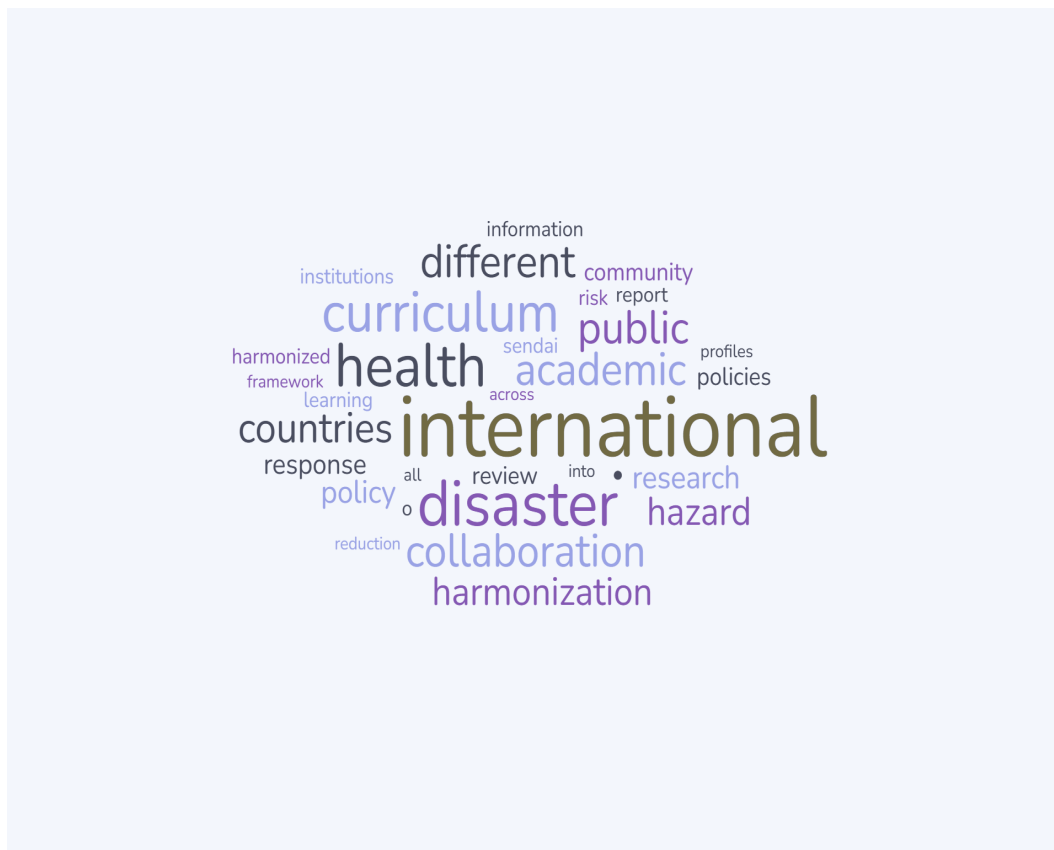 information
different
institutions
community
risk report
curriculum
public
sendai
harmonized
health
academic
profiles
framework
policies
learning
across
countries
international
response
all
review
into
•
research
policy
o
disaster
hazard
reduction
collaboration
harmonization